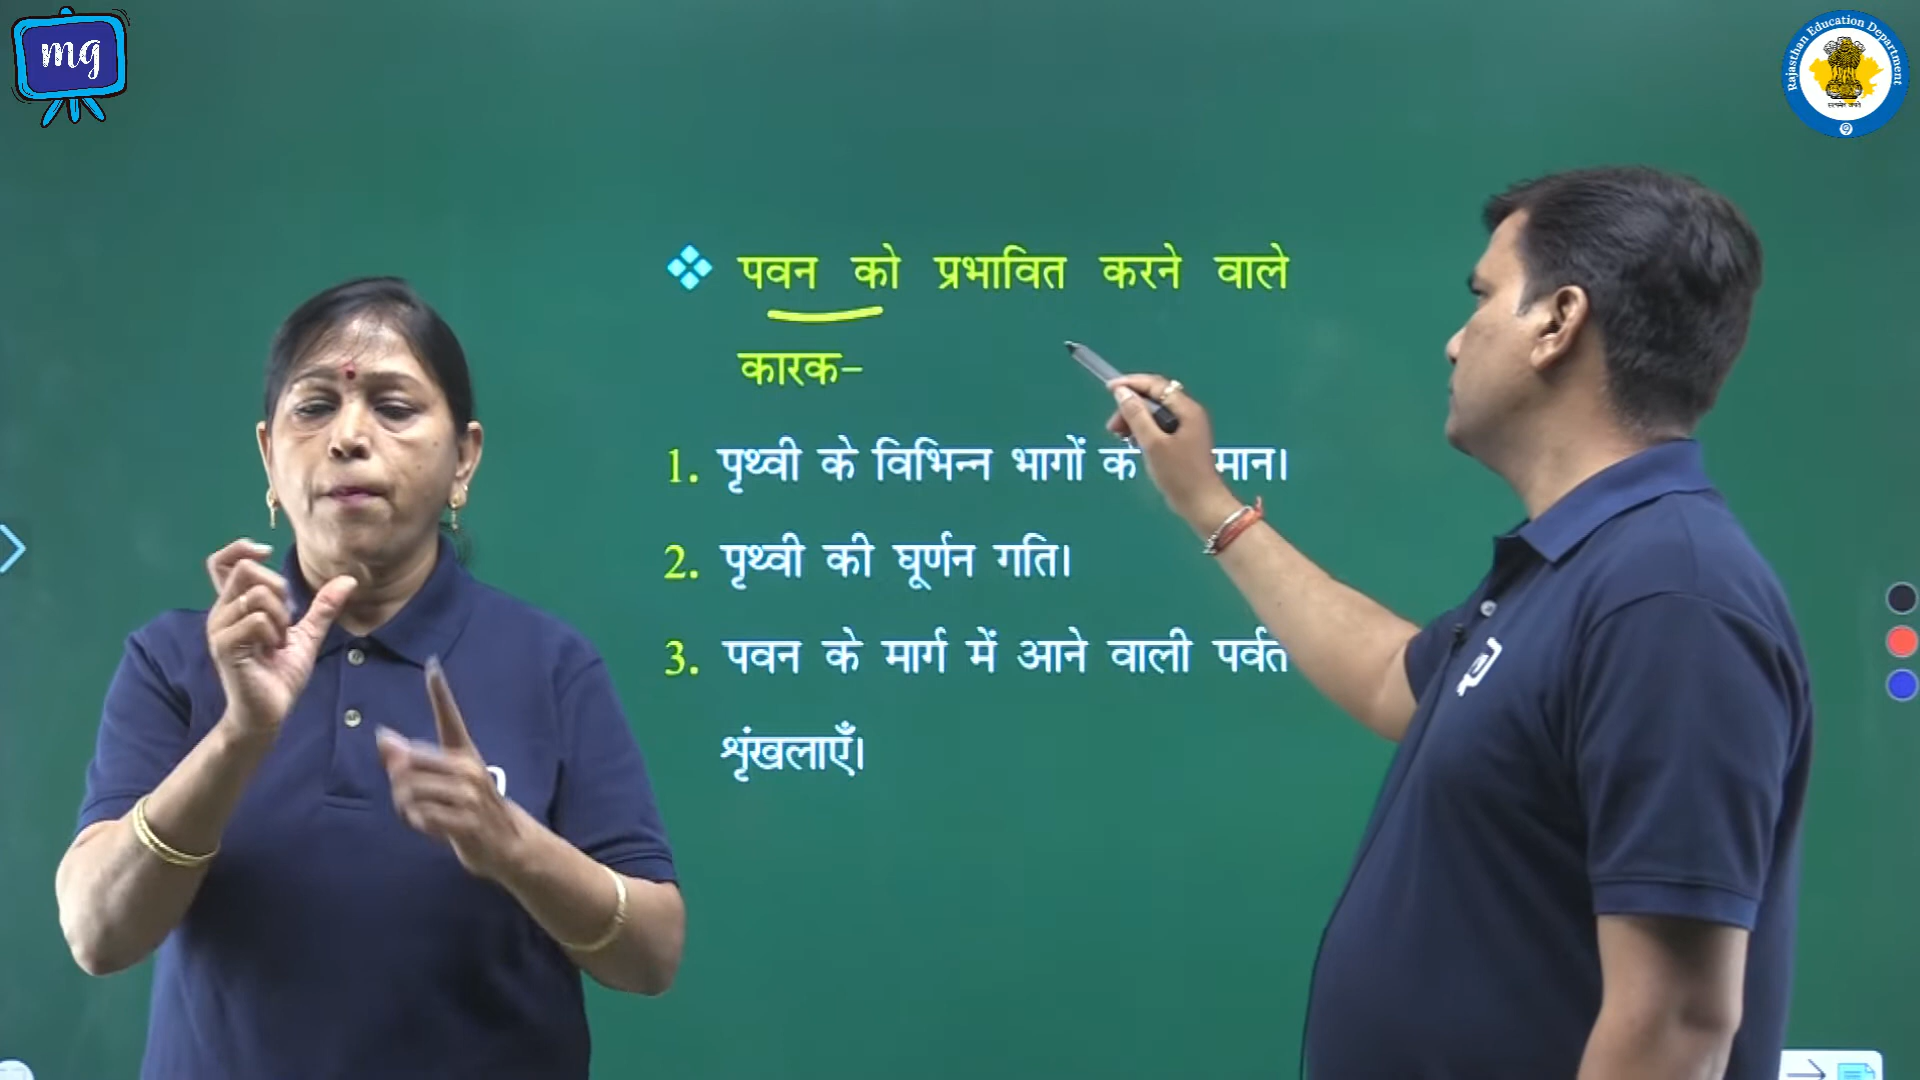 mg
Rajasthan Education Department
❖ पवन को प्रभावित करने वाले
कारक–
1. पृथ्वी के विभिन्न भागों मान।
2. पृथ्वी की घूर्णन गति।
3. पवन के मार्ग में आने वाली पर्वत
शृंखलाएँ।